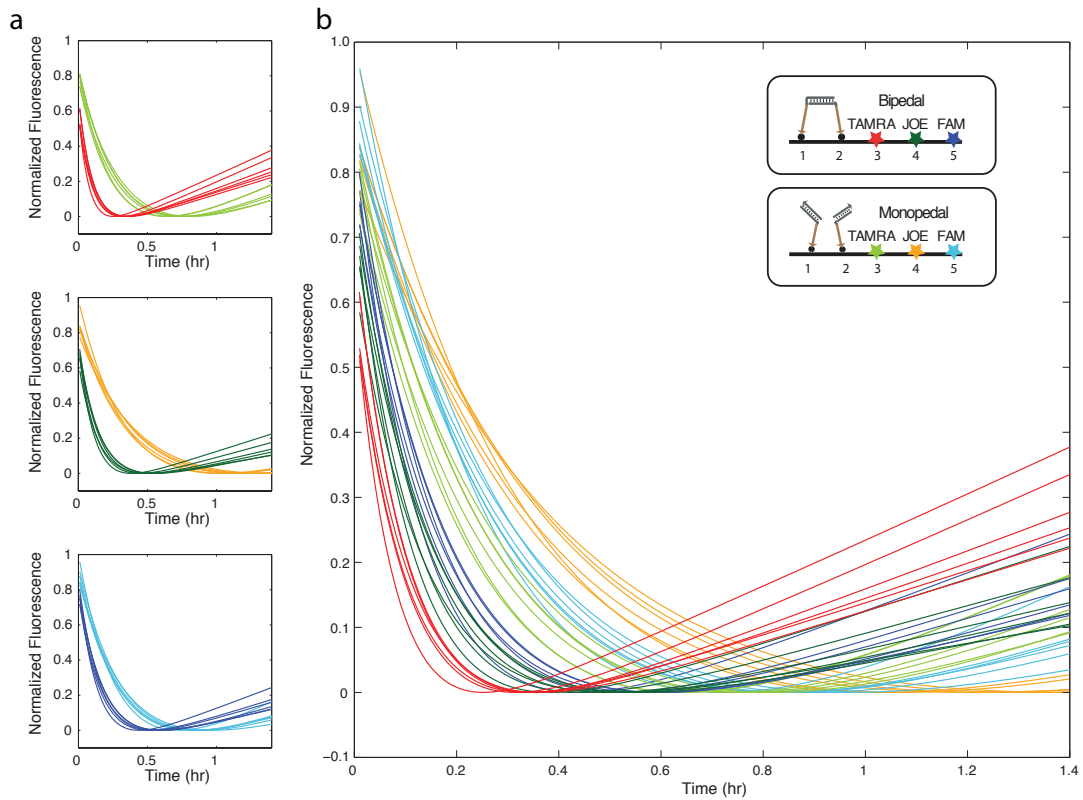 a
1
0.8
0.6
0.4
0.2
0
0
0.5
1
Normalized Fluorescence
Time (hr)
1
0.8
0.6
0.4
0.2
0
0
0.5
1
Normalized Fluorescence
Time (hr)
1
0.8
0.6
0.4
0.2
0
0
0.5
1
Normalized Fluorescence
Time (hr)
b
1.0
0.9
0.8
0.7
0.6
0.5
0.4
0.3
0.2
0.1
0
−0.1
0
0.2
0.4
0.6
0.8
1
1.2
1.4
Normalized Fluorescence
Time (hr)
Bipedal
TAMRA JOE FAM
1 2 3 4 5
Monopedal
TAMRA JOE FAM
1 2 3 4 5